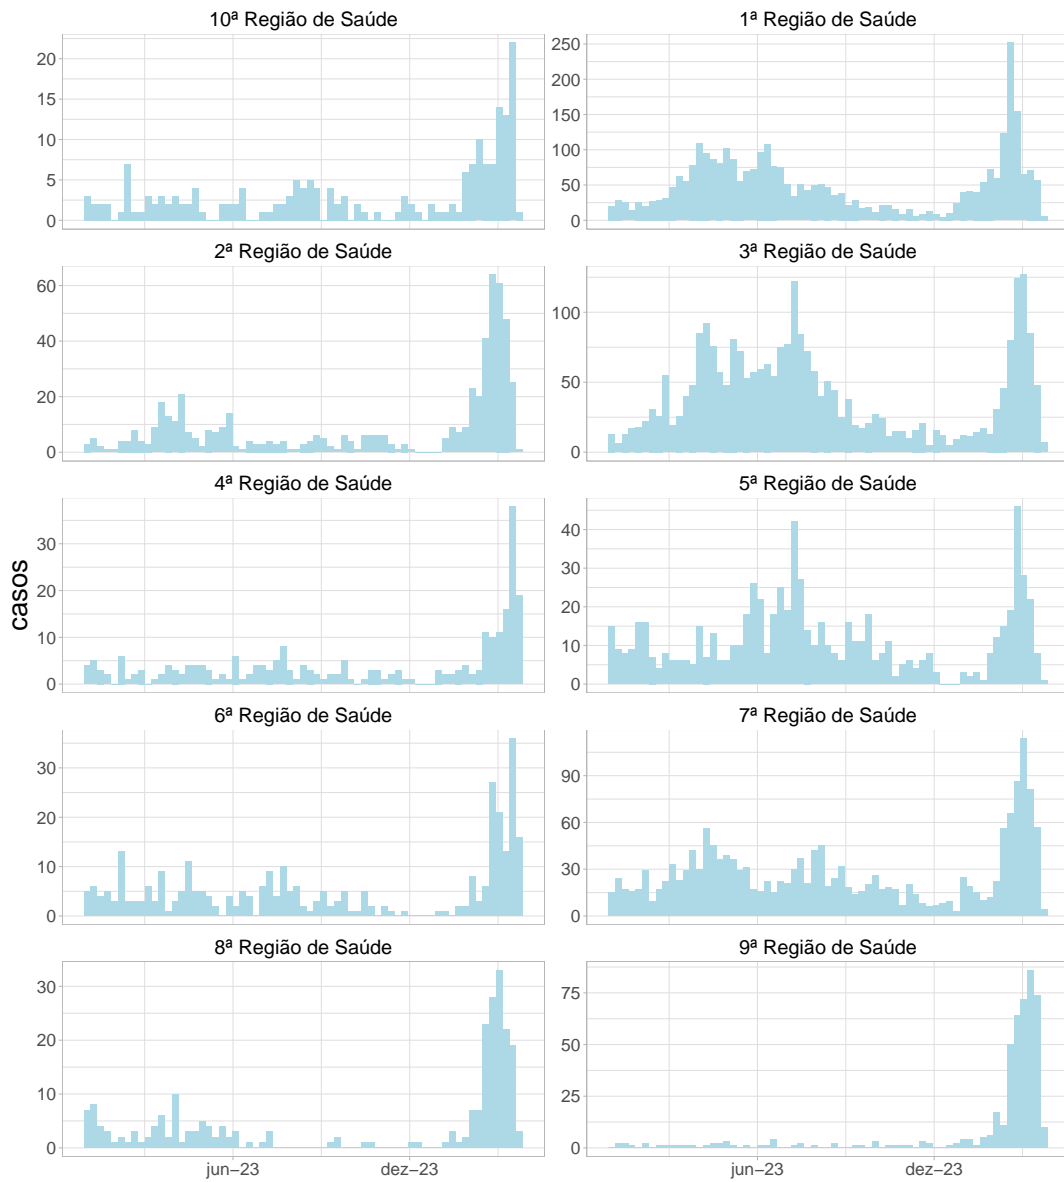 10ª Região de Saúde
1ª Região de Saúde
20
15
10
5
0
250
200
150
100
50
0
2ª Região de Saúde
3ª Região de Saúde
60
40
20
0
100
50
0
4ª Região de Saúde
5ª Região de Saúde
30
20
10
0
40
30
20
10
0
casos
6ª Região de Saúde
7ª Região de Saúde
30
20
10
0
90
60
30
0
8ª Região de Saúde
9ª Região de Saúde
30
20
10
0
75
50
25
0
jun−23
dez−23
jun−23
dez−23